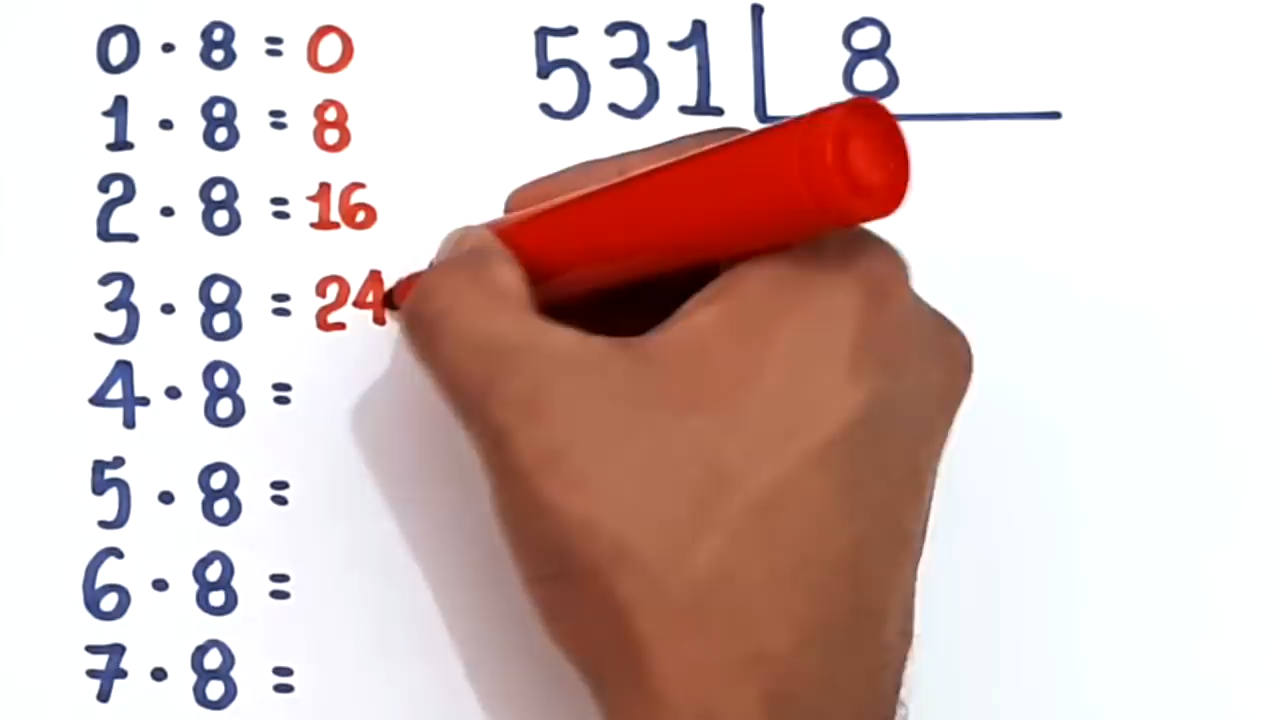 0 · 8 = 0
1 · 8 = 8
2 · 8 = 16
3 · 8 = 24
4 · 8 =
5 · 8 =
6 · 8 =
7 · 8 =
531 8